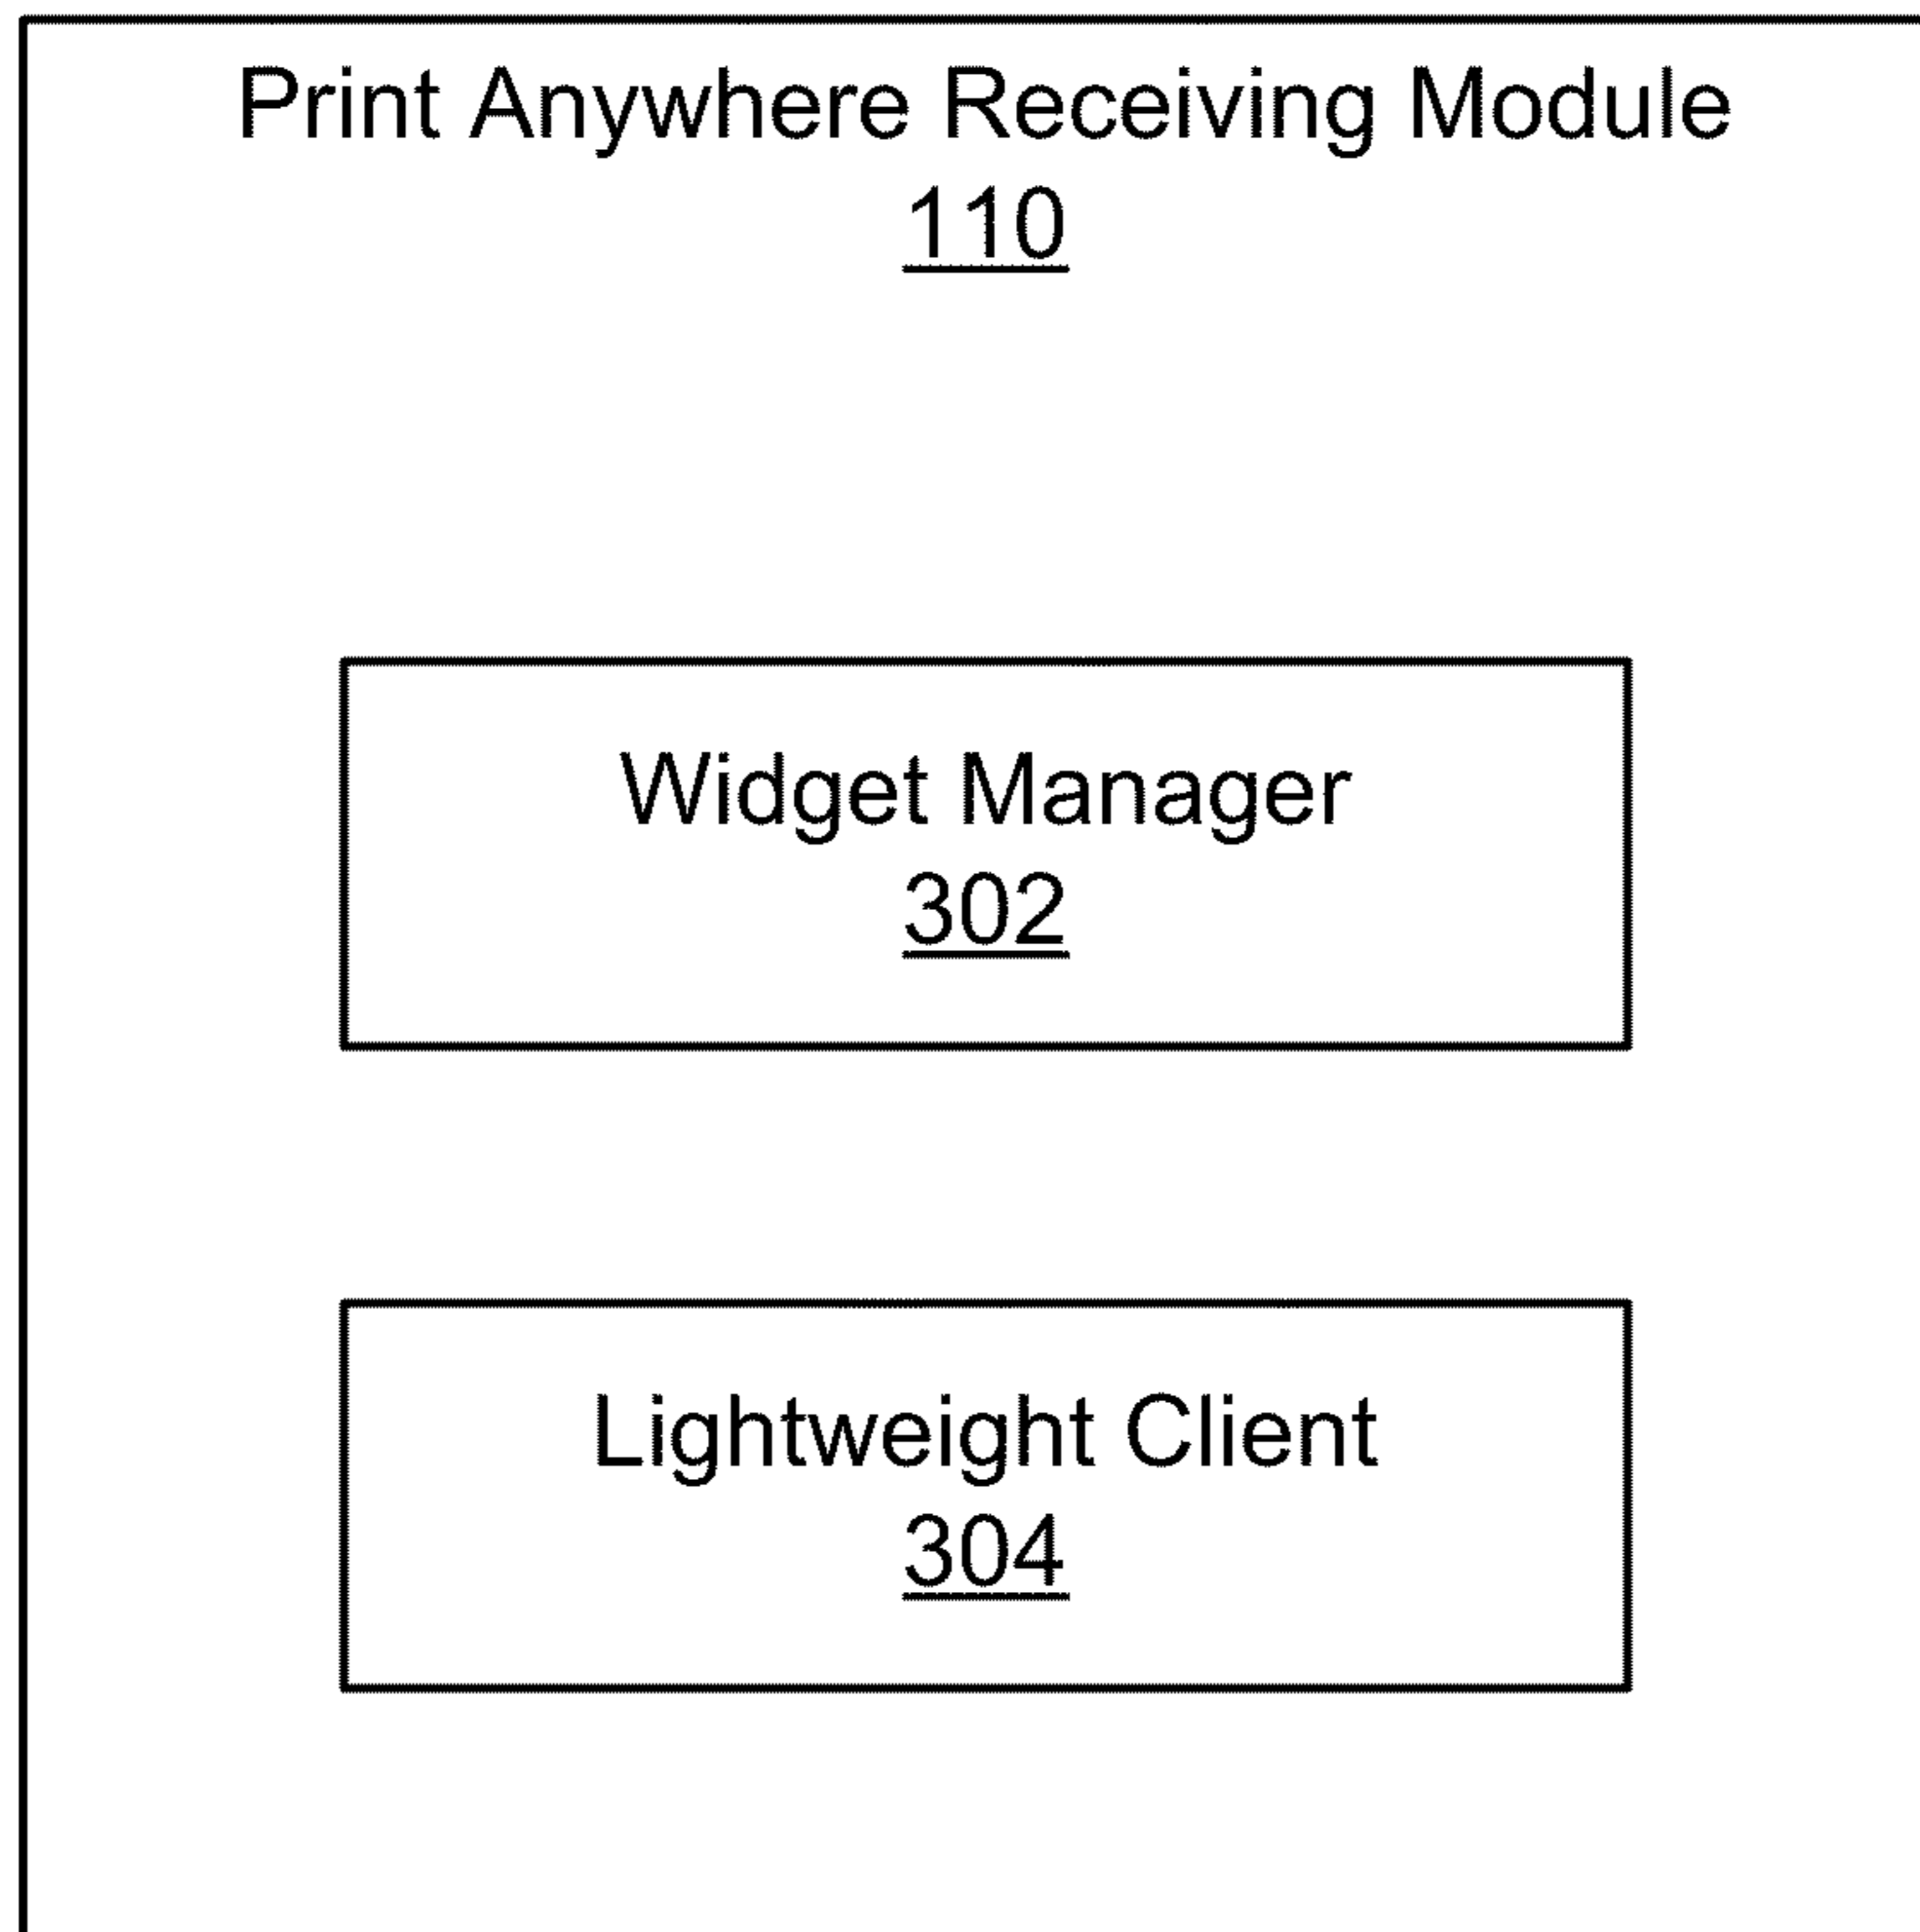 Print Anywhere Receiving Module
110
Widget Manager
302
Lightweight Client
304